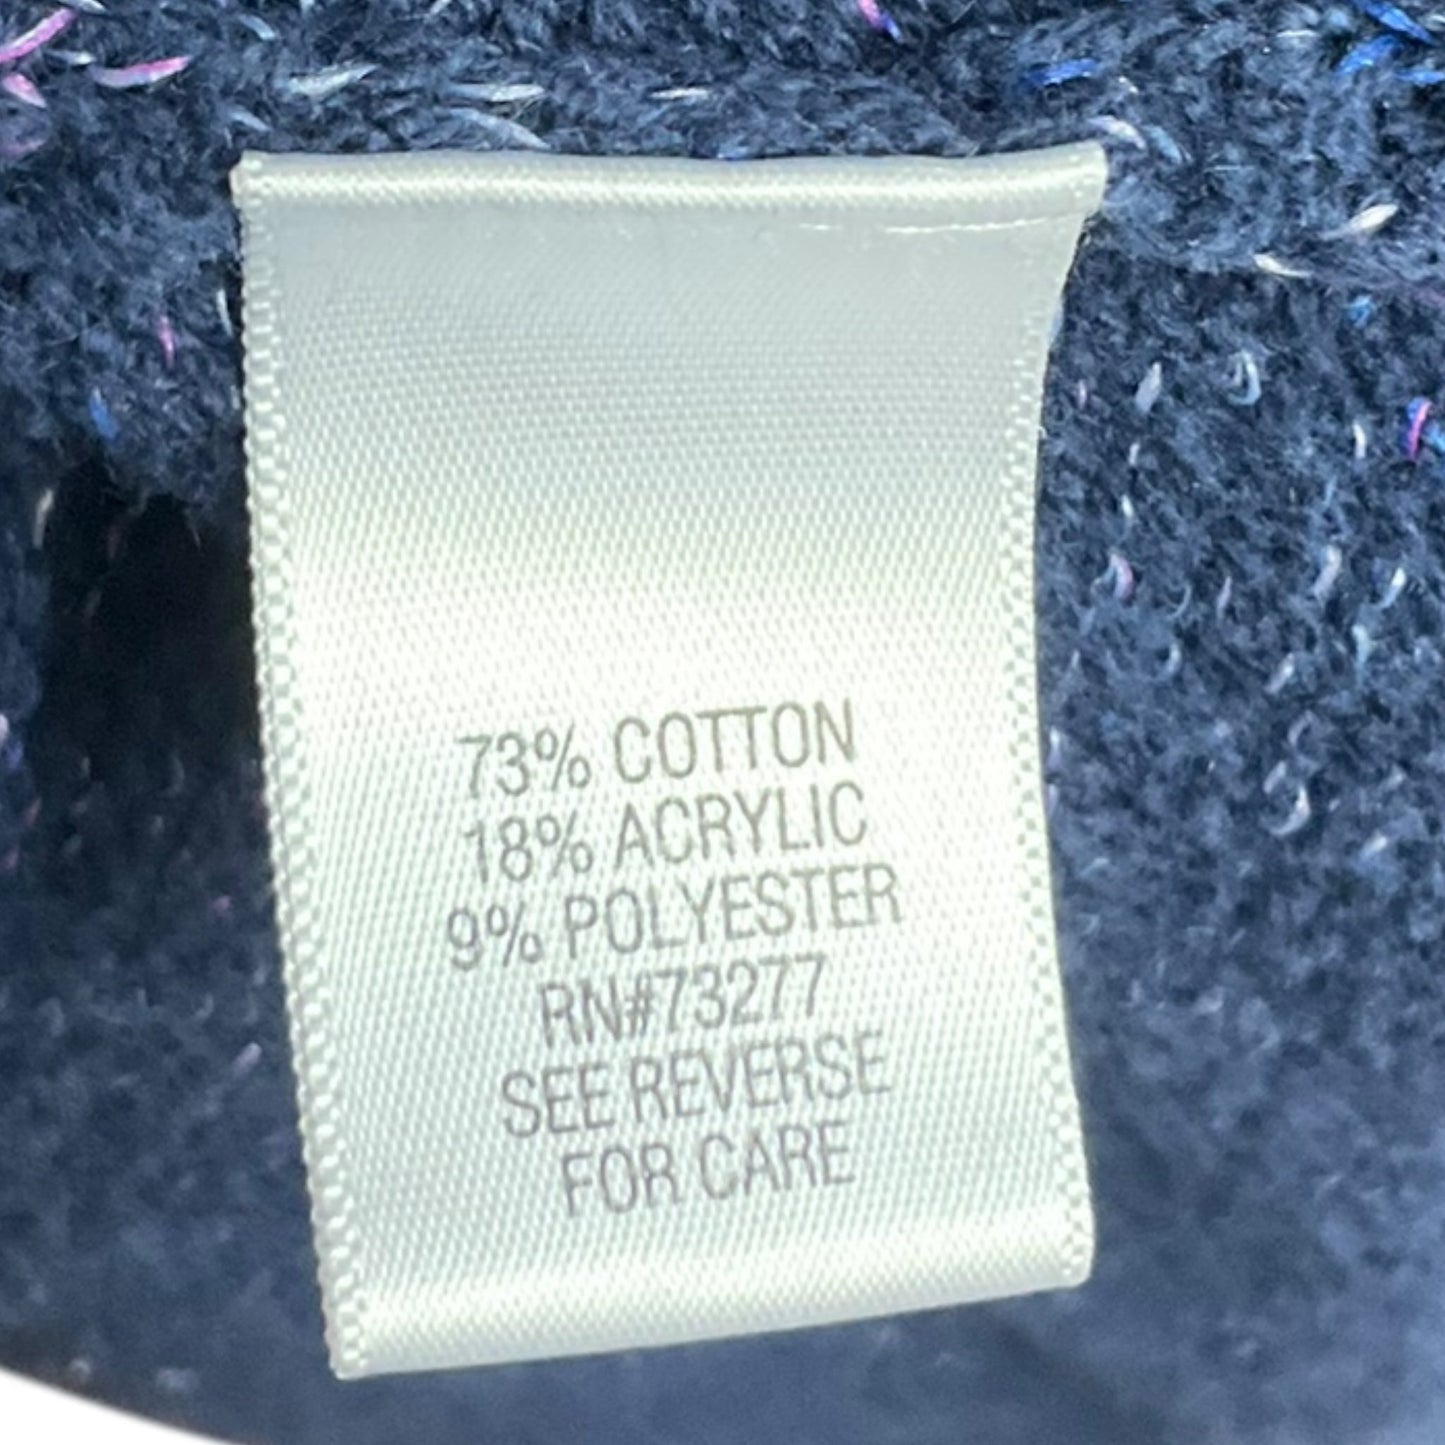 73% COTTON
18% ACRYLIC
9% POLYESTER
RN#73277
SEE REVERSE
FOR CARE